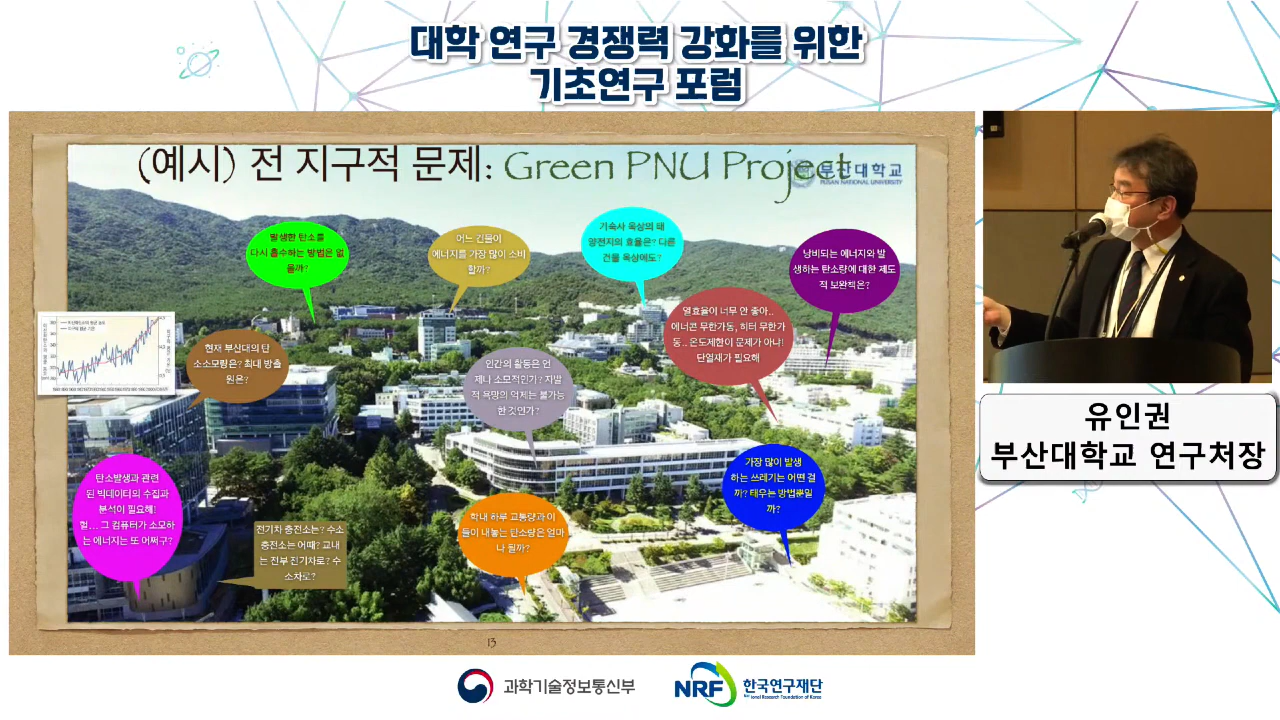 대학 연구 경쟁력 강화를 위한
기초연구 포럼
(예시) 전 지구적 문제: Green PNU Project
부산대학교
PUSAN NATIONAL UNIVERSITY
발생한 탄소를
다시 흡수하는 방법은 없
을까?
어느 건물이
에너지를 가장 많이 소비
할까?
기숙사 옥상의 태
양전지의 효율은? 다른
건물 옥상에도?
낭비되는 에너지와 발
생하는 탄소량에 대한 제도
적 보완책은?
열효율이 너무 안 좋아..
에너콘 무한가동, 히터 무한가
동.. 온도제한이 문제가 아냐!
단열재가 필요해
현재 부산대의 탄
소소모량은? 최대 방출
원은?
인간의 활동은 언
제나 소모적인가? 자발
적 욕망의 억제는 불가능
한 것인가?
탄소발생과 관련
된 빅데이터의 수집과
분석이 필요해!
헐... 그 컴퓨터가 소모하
는 에너지는 또 어쩌구?
전기차 충전소는? 수소
충전소는 어때? 교내
는 전부 전기차로? 수
소차로?
학내 하루 교통량과 이
들이 내놓는 탄소량은 얼마
나 될까?
가장 많이 발생
하는 쓰레기는 어떤 걸
까? 태우는 방법뿐일
까?
13
유인권
부산대학교 연구처장
과학기술정보통신부
NRF 한국연구재단
National Research Foundation of Korea